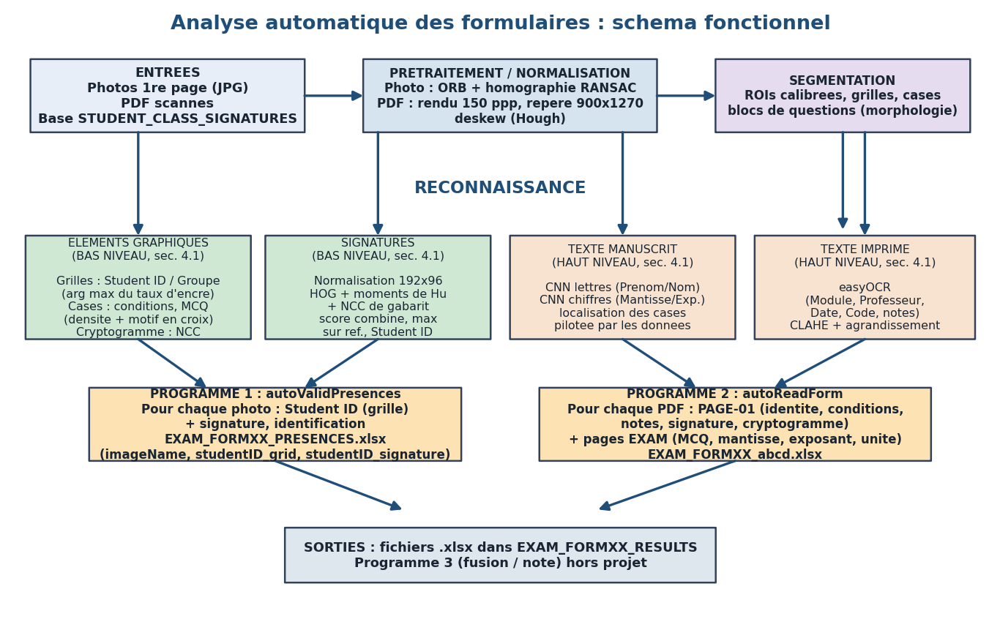 Analyse automatique des formulaires : schema fonctionnel
ENTREES
Photos 1re page (JPG)
PDF scannes
Base STUDENT_CLASS_SIGNATURES
PRETRAITEMENT / NORMALISATION
Photo : ORB + homographie RANSAC
PDF : rendu 150 ppp, repere 900x1270
deskew (Hough)
SEGMENTATION
ROIs calibrees, grilles, cases
blocs de questions (morphologie)
RECONNAISSANCE
ELEMENTS GRAPHIQUES
(BAS NIVEAU, sec. 4.1)
Grilles : Student ID / Groupe
(arg max du taux d'encre)
Cases : conditions, MCQ
(densite + motif en croix)
Cryptogramme : NCC
SIGNATURES
(BAS NIVEAU, sec. 4.1)
Normalisation 192x96
HOG + moments de Hu
+ NCC de gabarit
score combine, max
sur ref., Student ID
TEXTE MANUSCRIT
(HAUT NIVEAU, sec. 4.1)
CNN lettres (Prenom/Nom)
CNN chiffres (Mantisse/Exp.)
localisation des cases
pilotee par les donnees
TEXTE IMPRIME
(HAUT NIVEAU, sec. 4.1)
easyOCR
(Module, Professeur,
Date, Code, notes)
CLAHE + agrandissement
PROGRAMME 1 : autoValidPresences
Pour chaque photo : Student ID (grille)
+ signature, identification
EXAM_FORMXX_PRESENCES.xlsx
(imageName, studentID_grid, studentID_signature)
PROGRAMME 2 : autoReadForm
Pour chaque PDF : PAGE-01 (identite, conditions,
notes, signature, cryptogramme)
+ pages EXAM (MCQ, mantisse, exposant, unite)
EXAM_FORMXX_abcd.xlsx
SORTIES : fichiers .xlsx dans EXAM_FORMXX_RESULTS
Programme 3 (fusion / note) hors projet